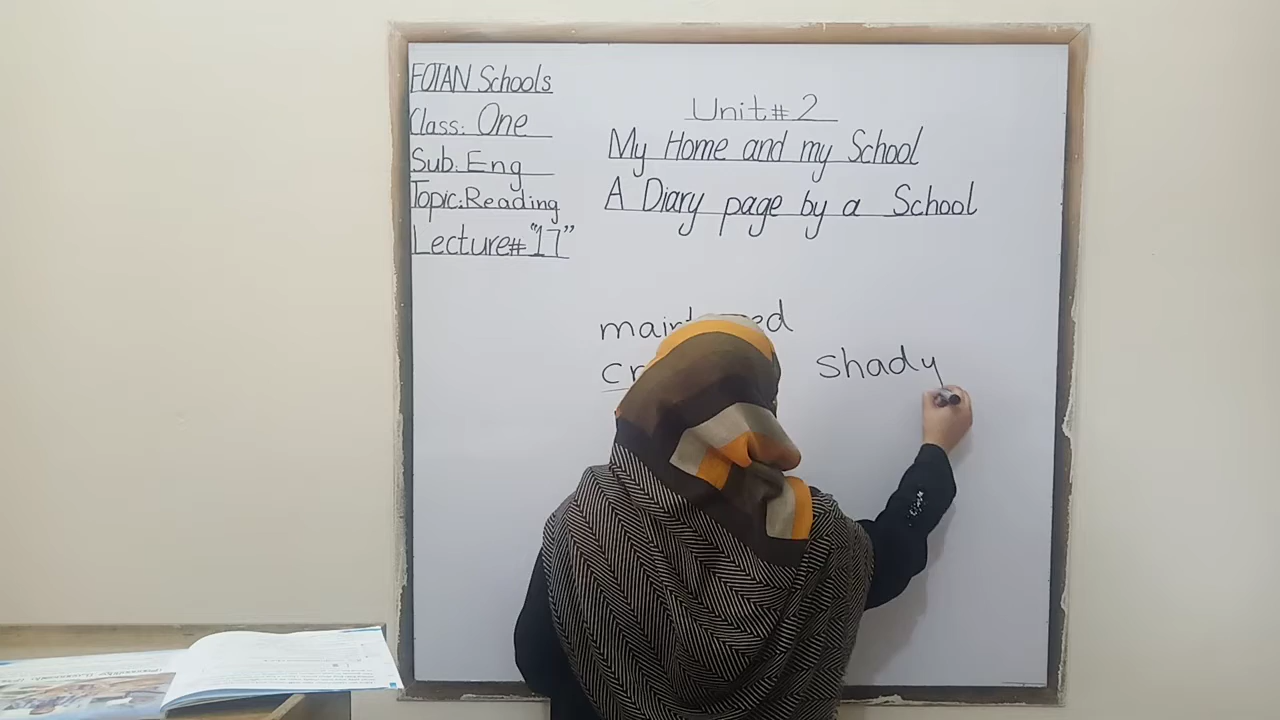 FOTAN Schools
Class: One
Sub: Eng
Topic: Reading
Lecture# "17"
Unit# 2
My Home and my School
A Diary page by a School
shady